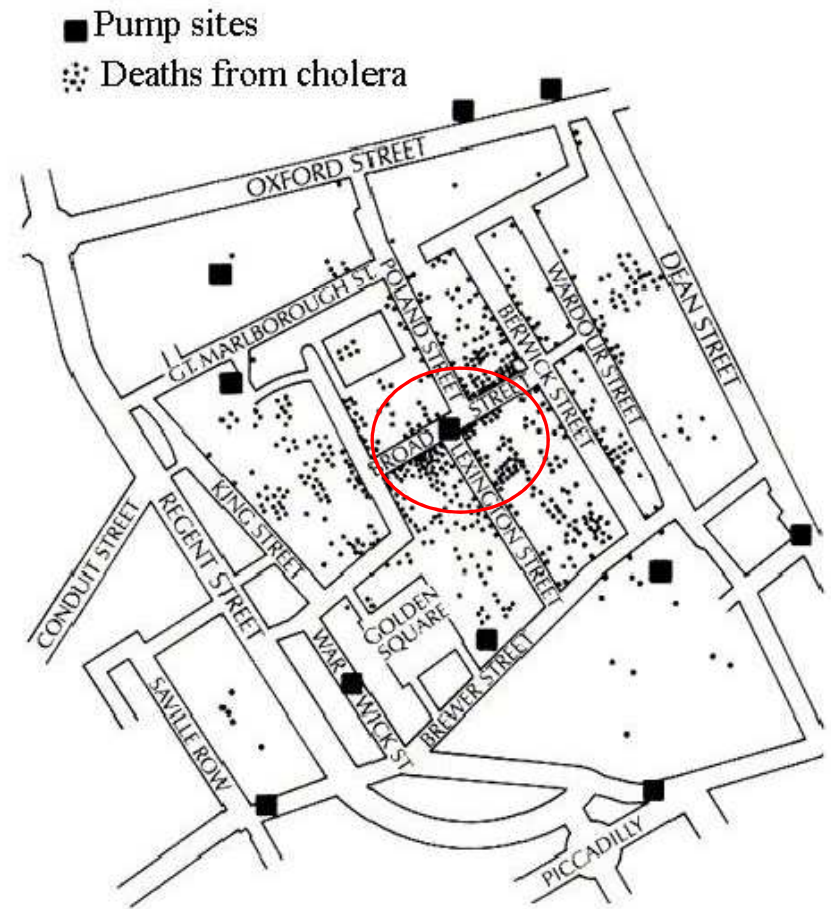 Pump sites
Deaths from cholera
OXFORD STREET
GT. MARLBOROUGH ST.
POLAND STREET
BERWICK STREET
WARDOUR STREET
DEAN STREET
BROAD STREET
LEXINGTON STREET
KING STREET
REGENT STREET
CONDUIT STREET
GOLDEN
SQUARE
WARWICK ST.
BREWER STREET
SAVILLE ROW
PICCADILLY